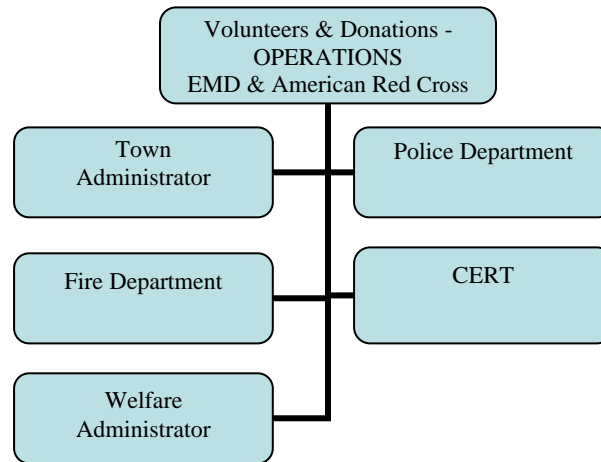 Volunteers & Donations -
OPERATIONS
EMD & American Red Cross
Town
Administrator
Police Department
Fire Department
CERT
Welfare
Administrator